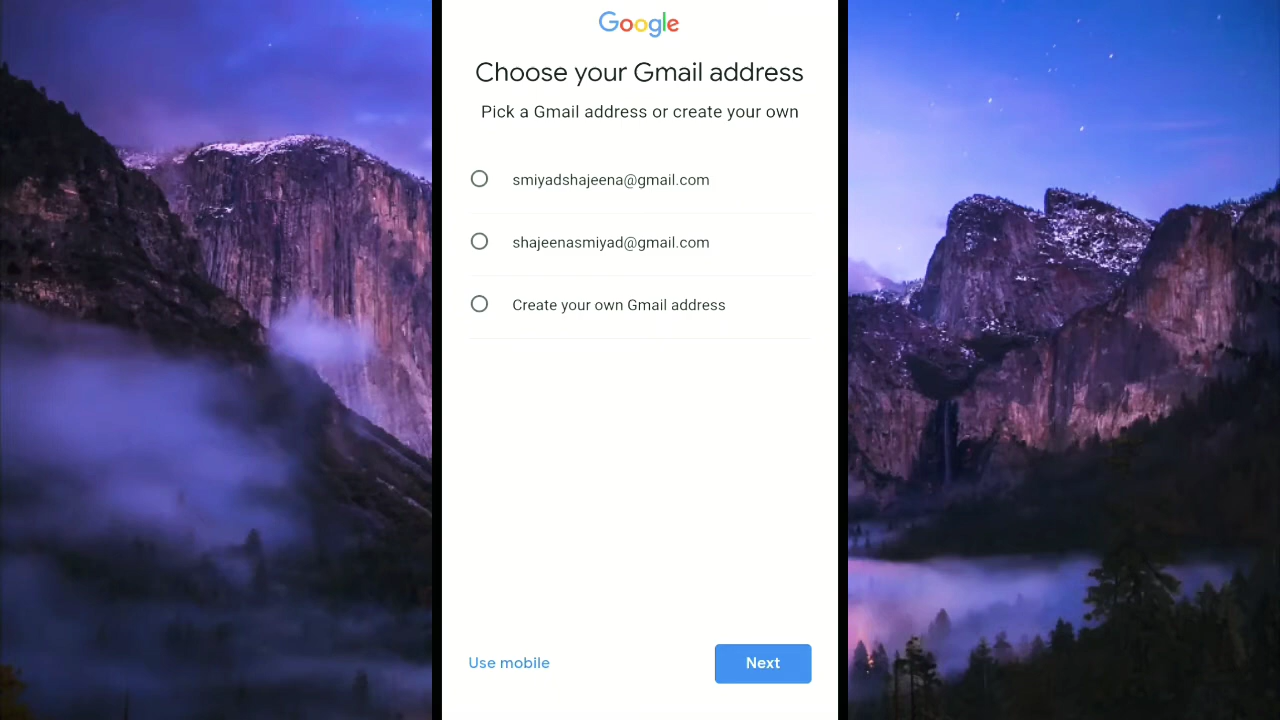 Google
Choose your Gmail address
Pick a Gmail address or create your own
smiyadshajeena@gmail.com
shajeenasmiyad@gmail.com
Create your own Gmail address
Use mobile
Next